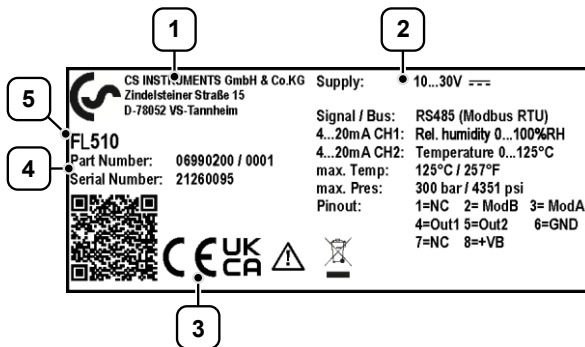 1
2
CS INSTRUMENTS GmbH & Co.KG
Zindelsteiner Straße 15
D-78052 VS-Tannheim
5
FL510
4
Part Number: 06990200 / 0001
Serial Number: 21260095
CE UK CA
3
Supply: 10...30V
Signal / Bus: RS485 (Modbus RTU)
4...20mA CH1: Rel. humidity 0...100%RH
4...20mA CH2: Temperature 0...125°C
max. Temp: 125°C / 257°F
max. Pres: 300 bar / 4351 psi
Pinout: 1=NC 2= ModB 3= ModA
4=Out1 5=Out2 6=GND
7=NC 8=+VB